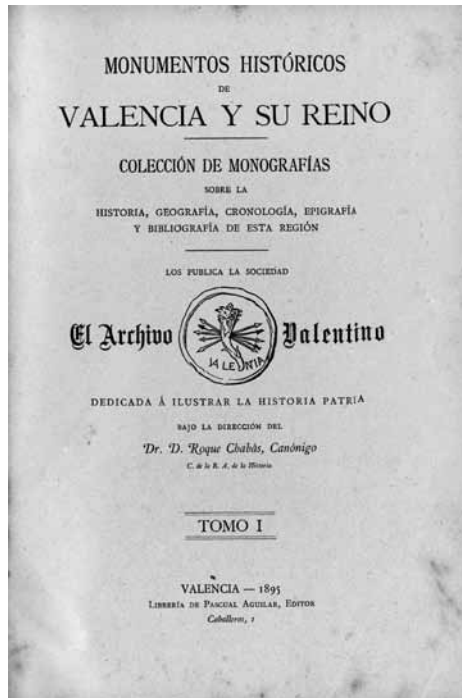 MONUMENTOS HISTÓRICOS
DE
VALENCIA Y SU REINO
COLECCIÓN DE MONOGRAFÍAS
SOBRE LA
HISTORIA, GEOGRAFÍA, CRONOLOGÍA, EPIGRAFÍA
Y BIBLIOGRAFÍA DE ESTA REGIÓN
LOS PUBLICA LA SOCIEDAD
El Archivo Valentino
VALENTIA
DEDICADA Á ILUSTRAR LA HISTORIA PATRIA
BAJO LA DIRECCIÓN DEL
Dr. D. Roque Chabás, Canónigo
C. de la R. A. de la Historia
TOMO I
VALENCIA — 1895
LIBRERÍA DE PASCUAL AGUILAR, EDITOR
Caballeros, 1